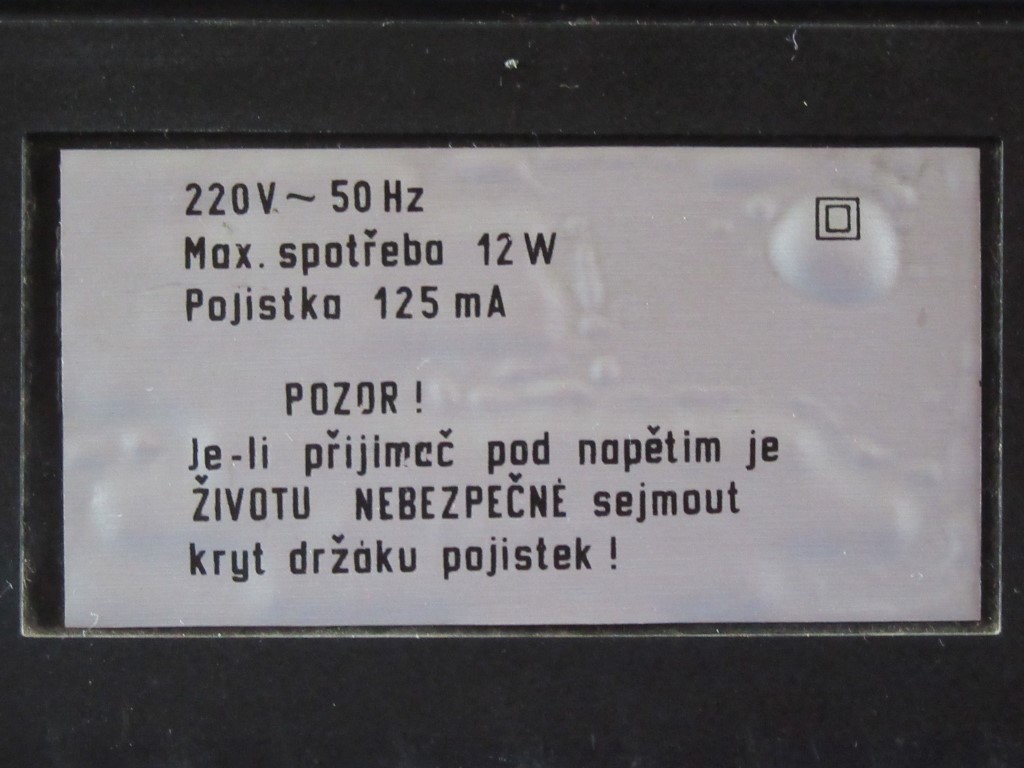 220V ~ 50 Hz
Max. spotřeba 12 W
Pojistka 125 mA
POZOR !
Je-li přijimač pod napětim je
ŽIVOTU NEBEZPEČNÉ sejmout
kryt držáku pojistek !